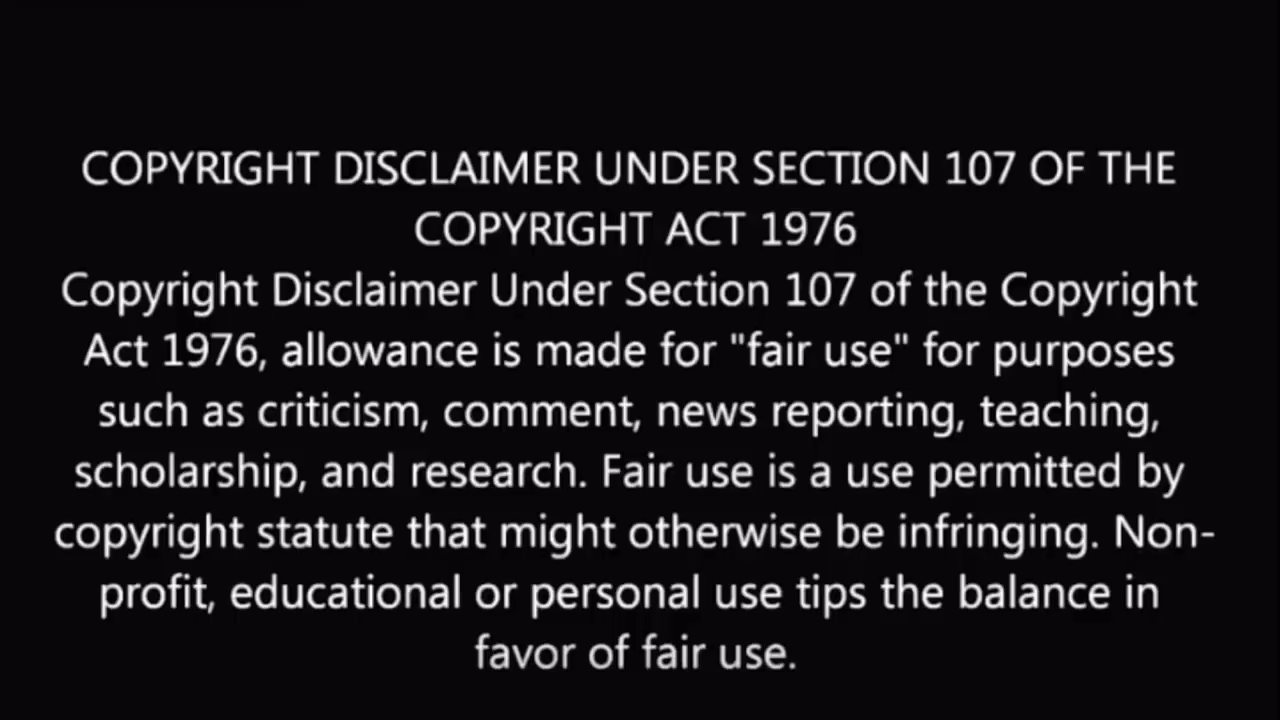 COPYRIGHT DISCLAIMER UNDER SECTION 107 OF THE
COPYRIGHT ACT 1976
Copyright Disclaimer Under Section 107 of the Copyright
Act 1976, allowance is made for "fair use" for purposes
such as criticism, comment, news reporting, teaching,
scholarship, and research. Fair use is a use permitted by
copyright statute that might otherwise be infringing. Non-
profit, educational or personal use tips the balance in
favor of fair use.